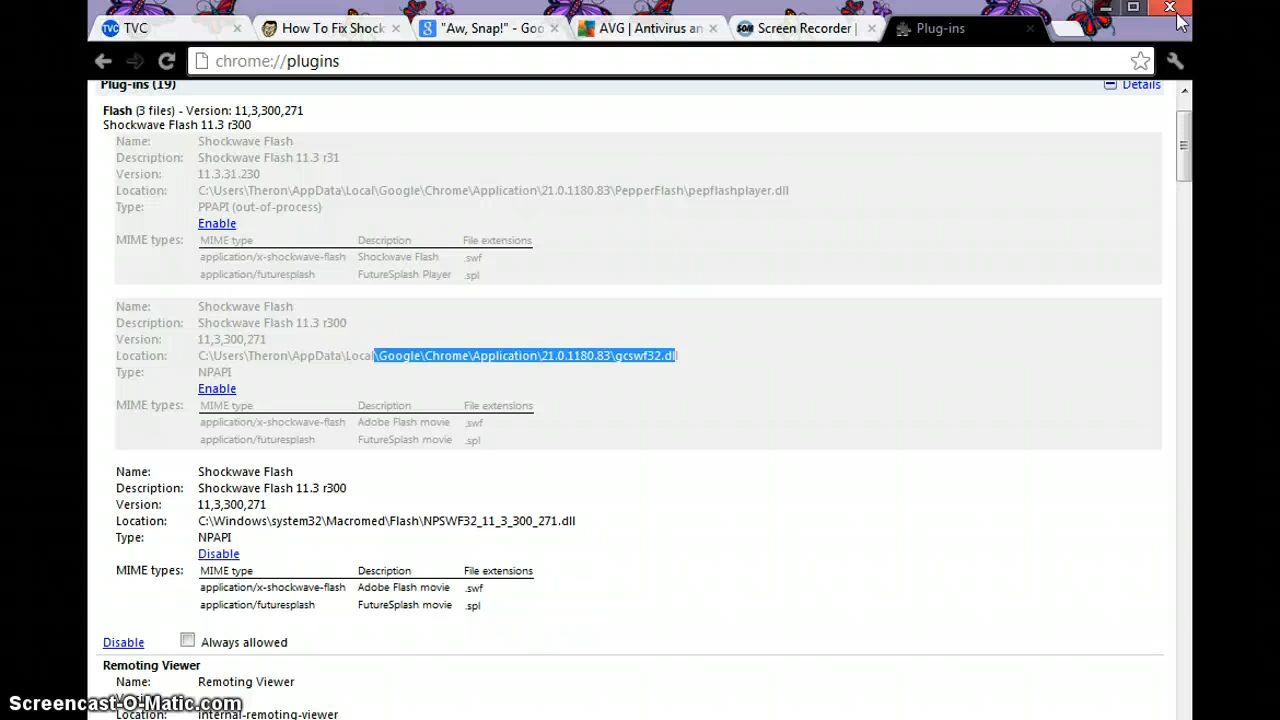 TVC TVC
How To Fix Shock
"Aw, Snap!" - Goo
AVG | Antivirus an
SOM Screen Recorder |
Plug-ins
chrome://plugins
Plug-ins (19)
Details
Flash (3 files) - Version: 11,3,300,271
Shockwave Flash 11.3 r300
Name: Shockwave Flash
Description: Shockwave Flash 11.3 r31
Version: 11.3.31.230
Location: C:\Users\Theron\AppData\Local\Google\Chrome\Application\21.0.1180.83\PepperFlash\pepflashplayer.dll
Type: PPAPI (out-of-process)
Enable
MIME types: MIME type Description File extensions
application/x-shockwave-flash Shockwave Flash .swf
application/futuresplash FutureSplash Player .spl
Name: Shockwave Flash
Description: Shockwave Flash 11.3 r300
Version: 11,3,300,271
Location: C:\Users\Theron\AppData\Local\Google\Chrome\Application\21.0.1180.83\gcswf32.dll
Type: NPAPI
Enable
MIME types: MIME type Description File extensions
application/x-shockwave-flash Adobe Flash movie .swf
application/futuresplash FutureSplash movie .spl
Name: Shockwave Flash
Description: Shockwave Flash 11.3 r300
Version: 11,3,300,271
Location: C:\Windows\system32\Macromed\Flash\NPSWF32_11_3_300_271.dll
Type: NPAPI
Disable
MIME types: MIME type Description File extensions
application/x-shockwave-flash Adobe Flash movie .swf
application/futuresplash FutureSplash movie .spl
Disable Always allowed
Remoting Viewer
Name: Remoting Viewer
Location: internal-remoting-viewer
Screencast-O-Matic.com